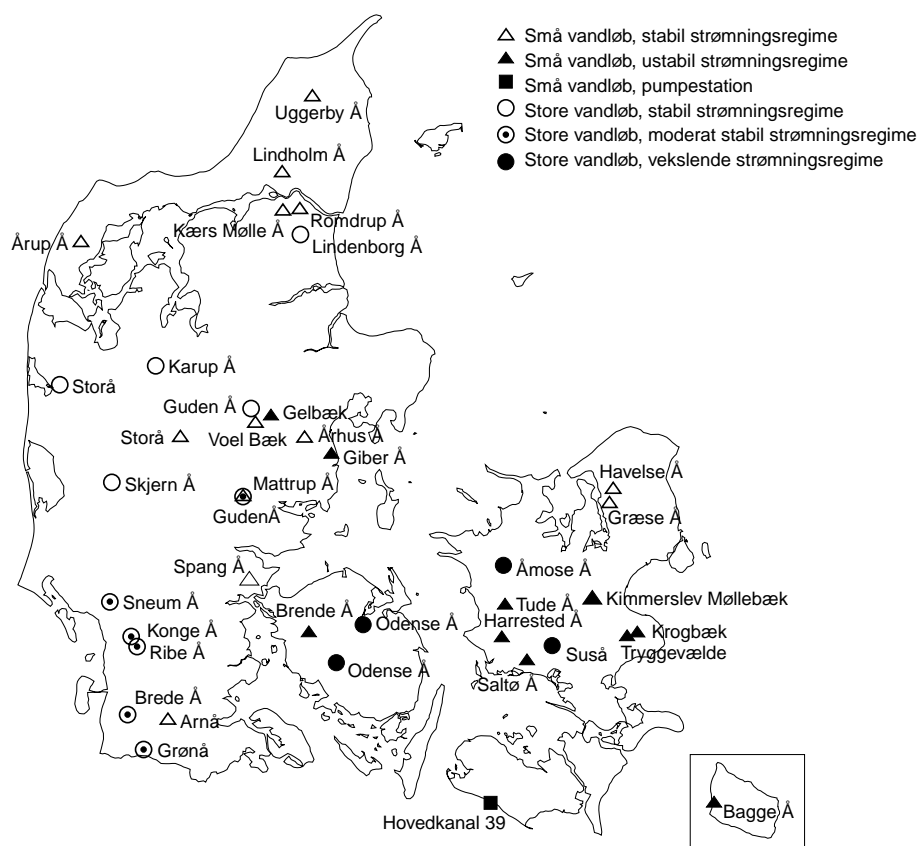 Små vandløb, stabil strømningsregime
Små vandløb, ustabil strømningsregime
Små vandløb, pumpestation
Store vandløb, stabil strømningsregime
Store vandløb, moderat stabil strømningsregime
Store vandløb, vekslende strømningsregime
Uggerby Å
Lindholm Å
Romdrup Å
Kærs Mølle Å
Lindenborg Å
Årup Å
Karup Å
Storå
Guden Å
Gelbæk
Storå
Voel Bæk
Århus Å
Giber Å
Skjern Å
Mattrup Å
GudenÅ
Havelse Å
Græse Å
Spang Å
Åmose Å
Sneum Å
Brende Å
Odense Å
Tude Å
Kimmerslev Møllebæk
Harrested Å
Konge Å
Ribe Å
Krogbæk
Tryggevælde
Suså
Odense Å
Saltø Å
Brede Å
Arnå
Grønå
Hovedkanal 39
Bagge Å